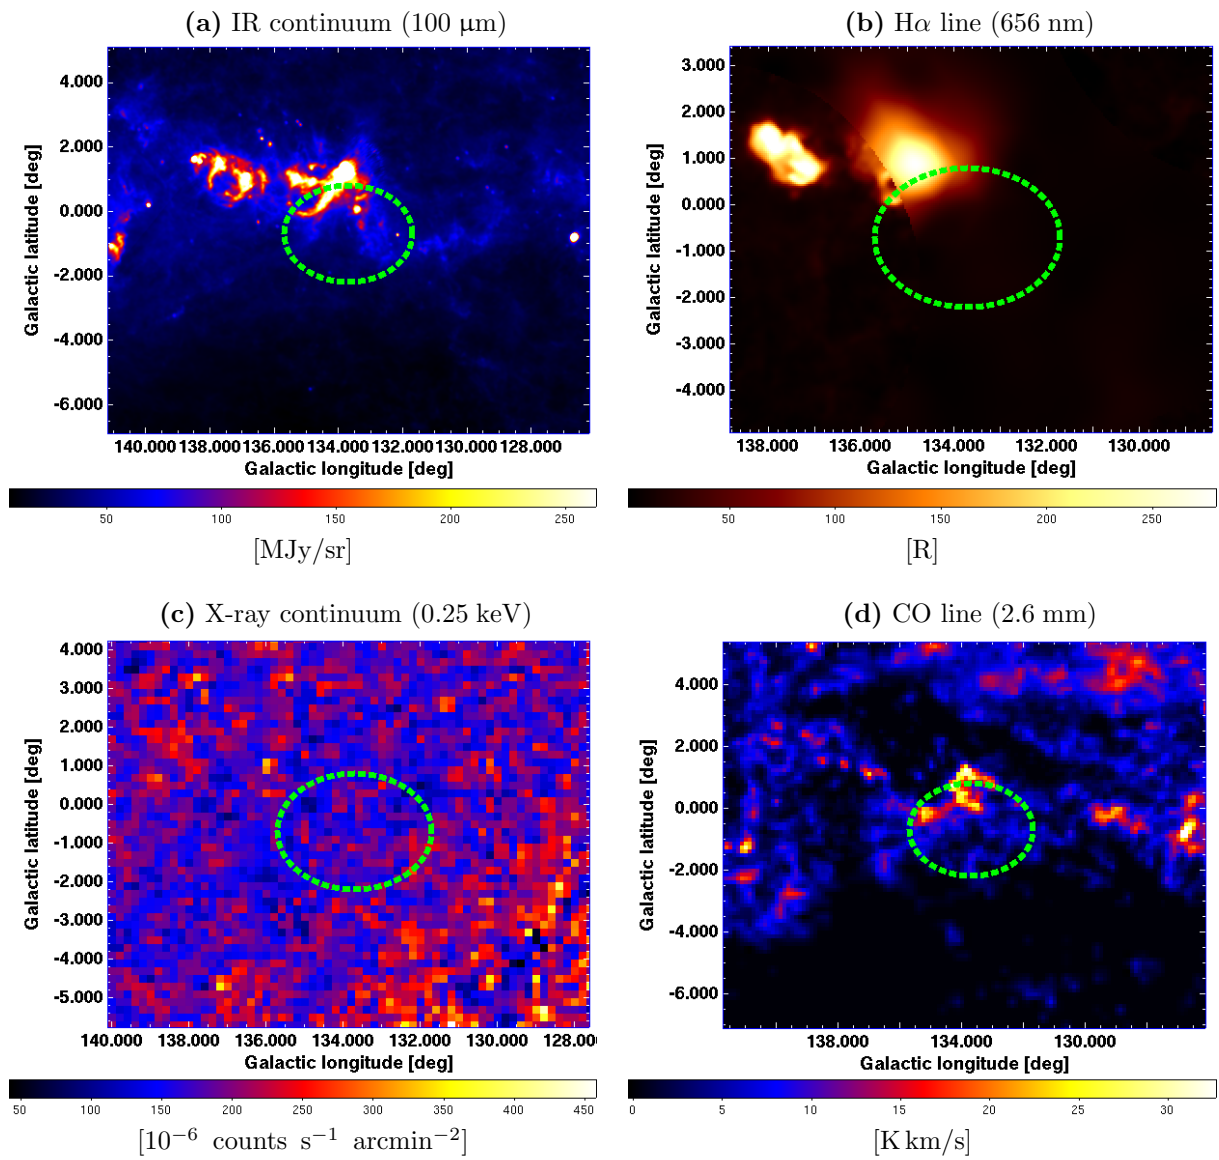 (a) IR continuum (100 μm)
4.000
2.000
0.000
-2.000
-4.000
-6.000
Galactic latitude [deg]
140.000 138.000 136.000 134.000 132.000 130.000 128.000
Galactic longitude [deg]
50 100 150 200 250
[MJy/sr]
(b) Hα line (656 nm)
3.000
2.000
1.000
0.000
-1.000
-2.000
-3.000
-4.000
Galactic latitude [deg]
138.000 136.000 134.000 132.000 130.000
Galactic longitude [deg]
50 100 150 200 250
[R]
(c) X-ray continuum (0.25 keV)
4.000
3.000
2.000
1.000
0.000
-1.000
-2.000
-3.000
-4.000
-5.000
Galactic latitude [deg]
140.000 138.000 136.000 134.000 132.000 130.000 128.000
Galactic longitude [deg]
50 100 150 200 250 300 350 400 450
[10⁻⁶ counts s⁻¹ arcmin⁻²]
(d) CO line (2.6 mm)
4.000
2.000
0.000
-2.000
-4.000
-6.000
Galactic latitude [deg]
138.000 134.000 130.000
Galactic longitude [deg]
0 5 10 15 20 25 30
[K km/s]